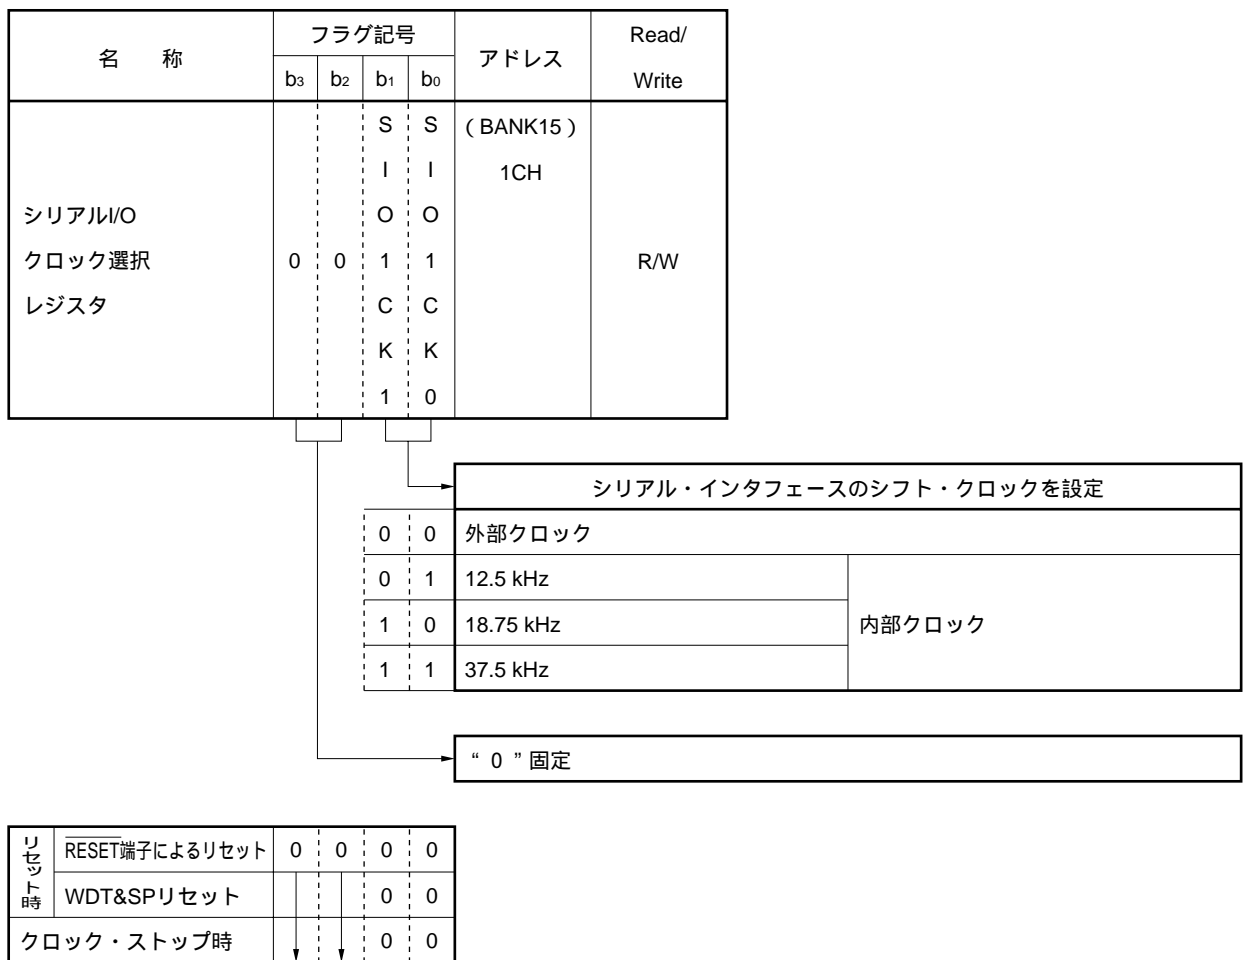 名 称
フラグ記号
アドレス
Read/
Write
b3 b2 b1 b0
シリアルI/O
クロック選択
レジスタ
0
0
SIO1CK1
SIO1CK0
(BANK15)
1CH
R/W
シリアル・インタフェースのシフト・クロックを設定
0 0 外部クロック
0 1 12.5 kHz
1 0 18.75 kHz
1 1 37.5 kHz
内部クロック
“0”固定
リセット時
RESET端子によるリセット 0 0 0 0
WDT&SPリセット 0 0
クロック・ストップ時 0 0